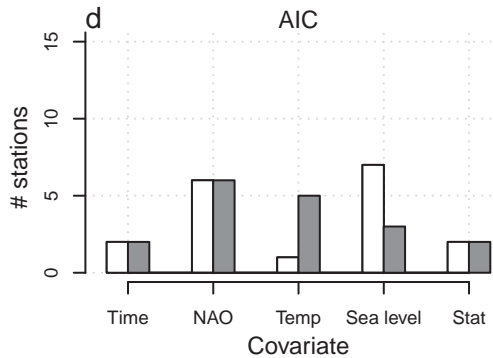 d
AIC
# stations
15
10
5
0
Time NAO Temp Sea level Stat
Covariate